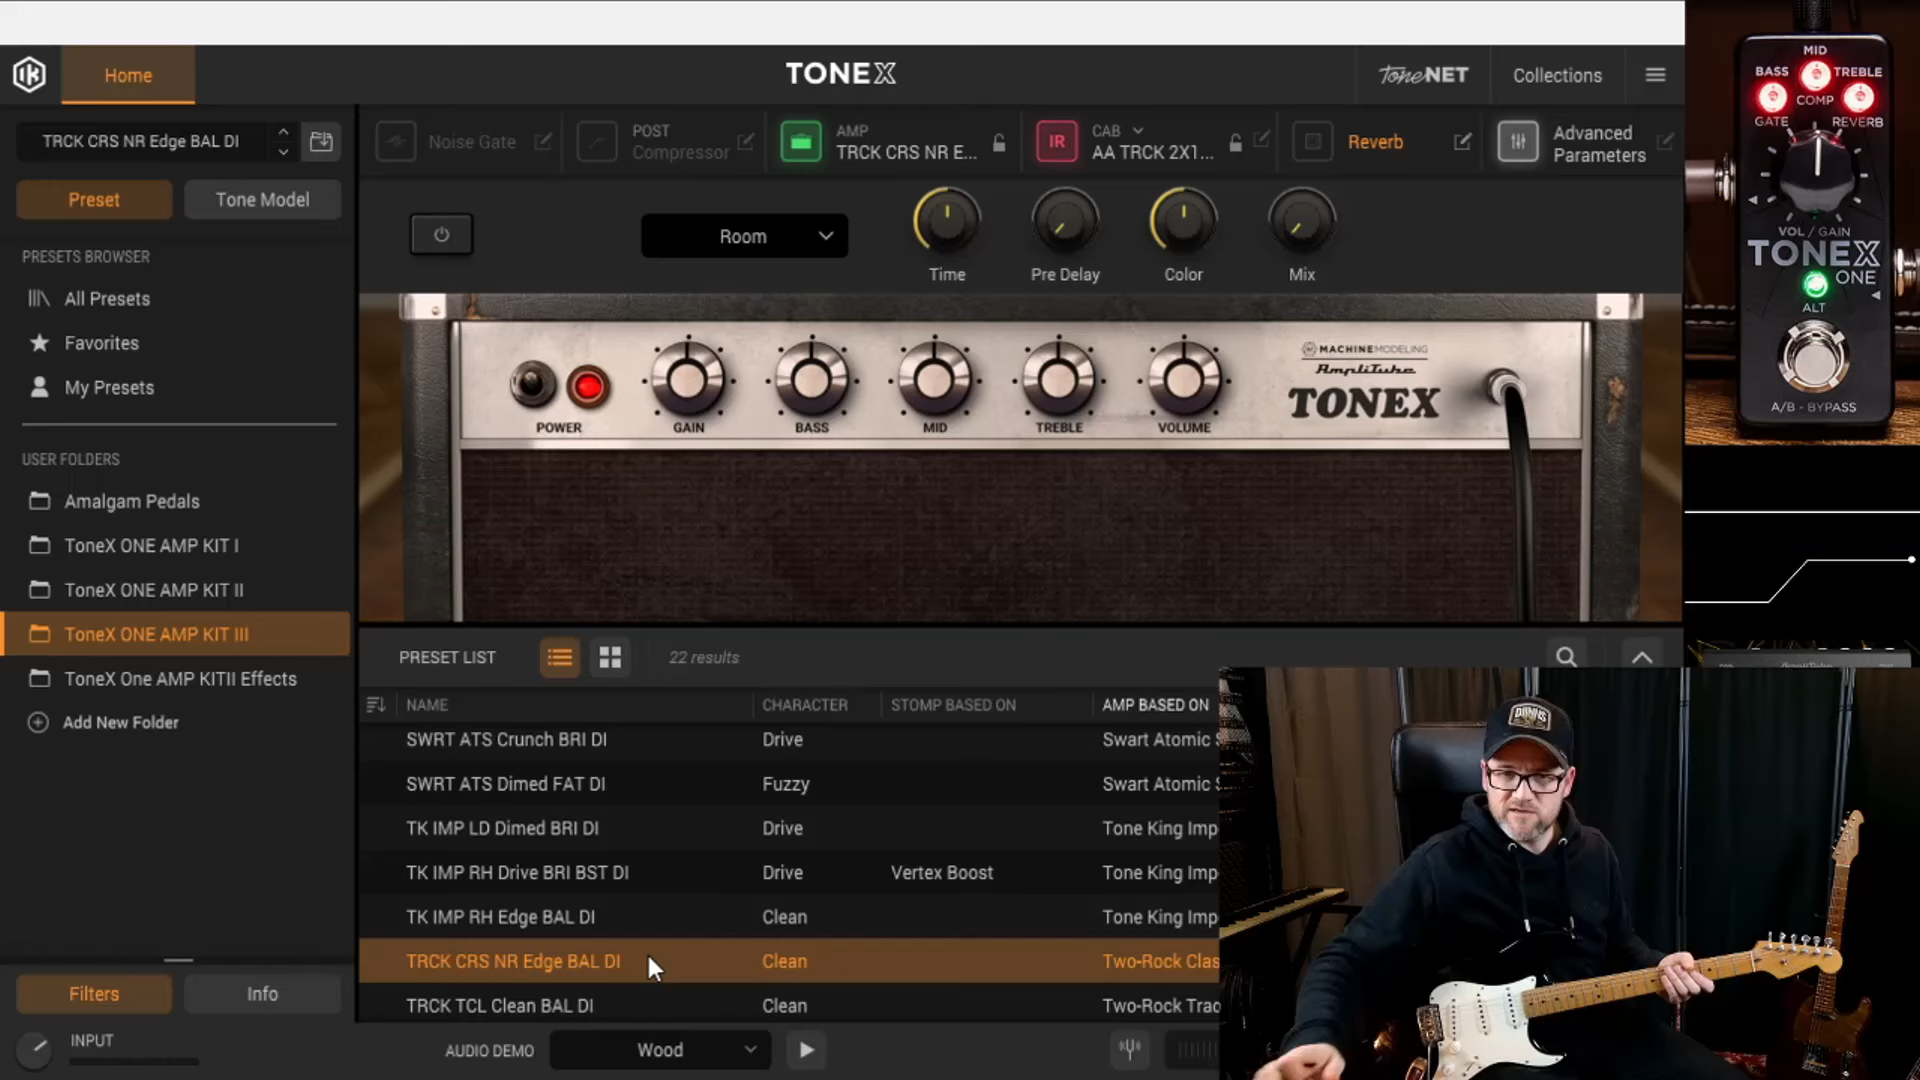 Home
TONEX
ToneNET
Collections
TRCK CRS NR Edge BAL DI
Noise Gate
POST
Compressor
AMP
TRCK CRS NR E...
IR
CAB
AA TRCK 2X1...
Reverb
Advanced
Parameters
Preset
Tone Model
Room
Time
Pre Delay
Color
Mix
PRESETS BROWSER
All Presets
Favorites
My Presets
USER FOLDERS
Amalgam Pedals
ToneX ONE AMP KIT I
ToneX ONE AMP KIT II
ToneX ONE AMP KIT III
ToneX One AMP KITII Effects
Add New Folder
POWER
GAIN
BASS
MID
TREBLE
VOLUME
MACHINEMODELING
AmpliTube
TONEX
PRESET LIST
22 results
NAME
CHARACTER
STOMP BASED ON
AMP BASED ON
SWRT ATS Crunch BRI DI
Drive
Swart Atomic S
SWRT ATS Dimed FAT DI
Fuzzy
Swart Atomic S
TK IMP LD Dimed BRI DI
Drive
Tone King Imp
TK IMP RH Drive BRI BST DI
Drive
Vertex Boost
Tone King Imp
TK IMP RH Edge BAL DI
Clean
Tone King Imp
TRCK CRS NR Edge BAL DI
Clean
Two-Rock Clas
TRCK TCL Clean BAL DI
Clean
Two-Rock Trad
Filters
Info
INPUT
AUDIO DEMO
Wood
MID
BASS
TREBLE
COMP
GATE
REVERB
VOL / GAIN
TONEX
ONE
ALT
A/B - BYPASS